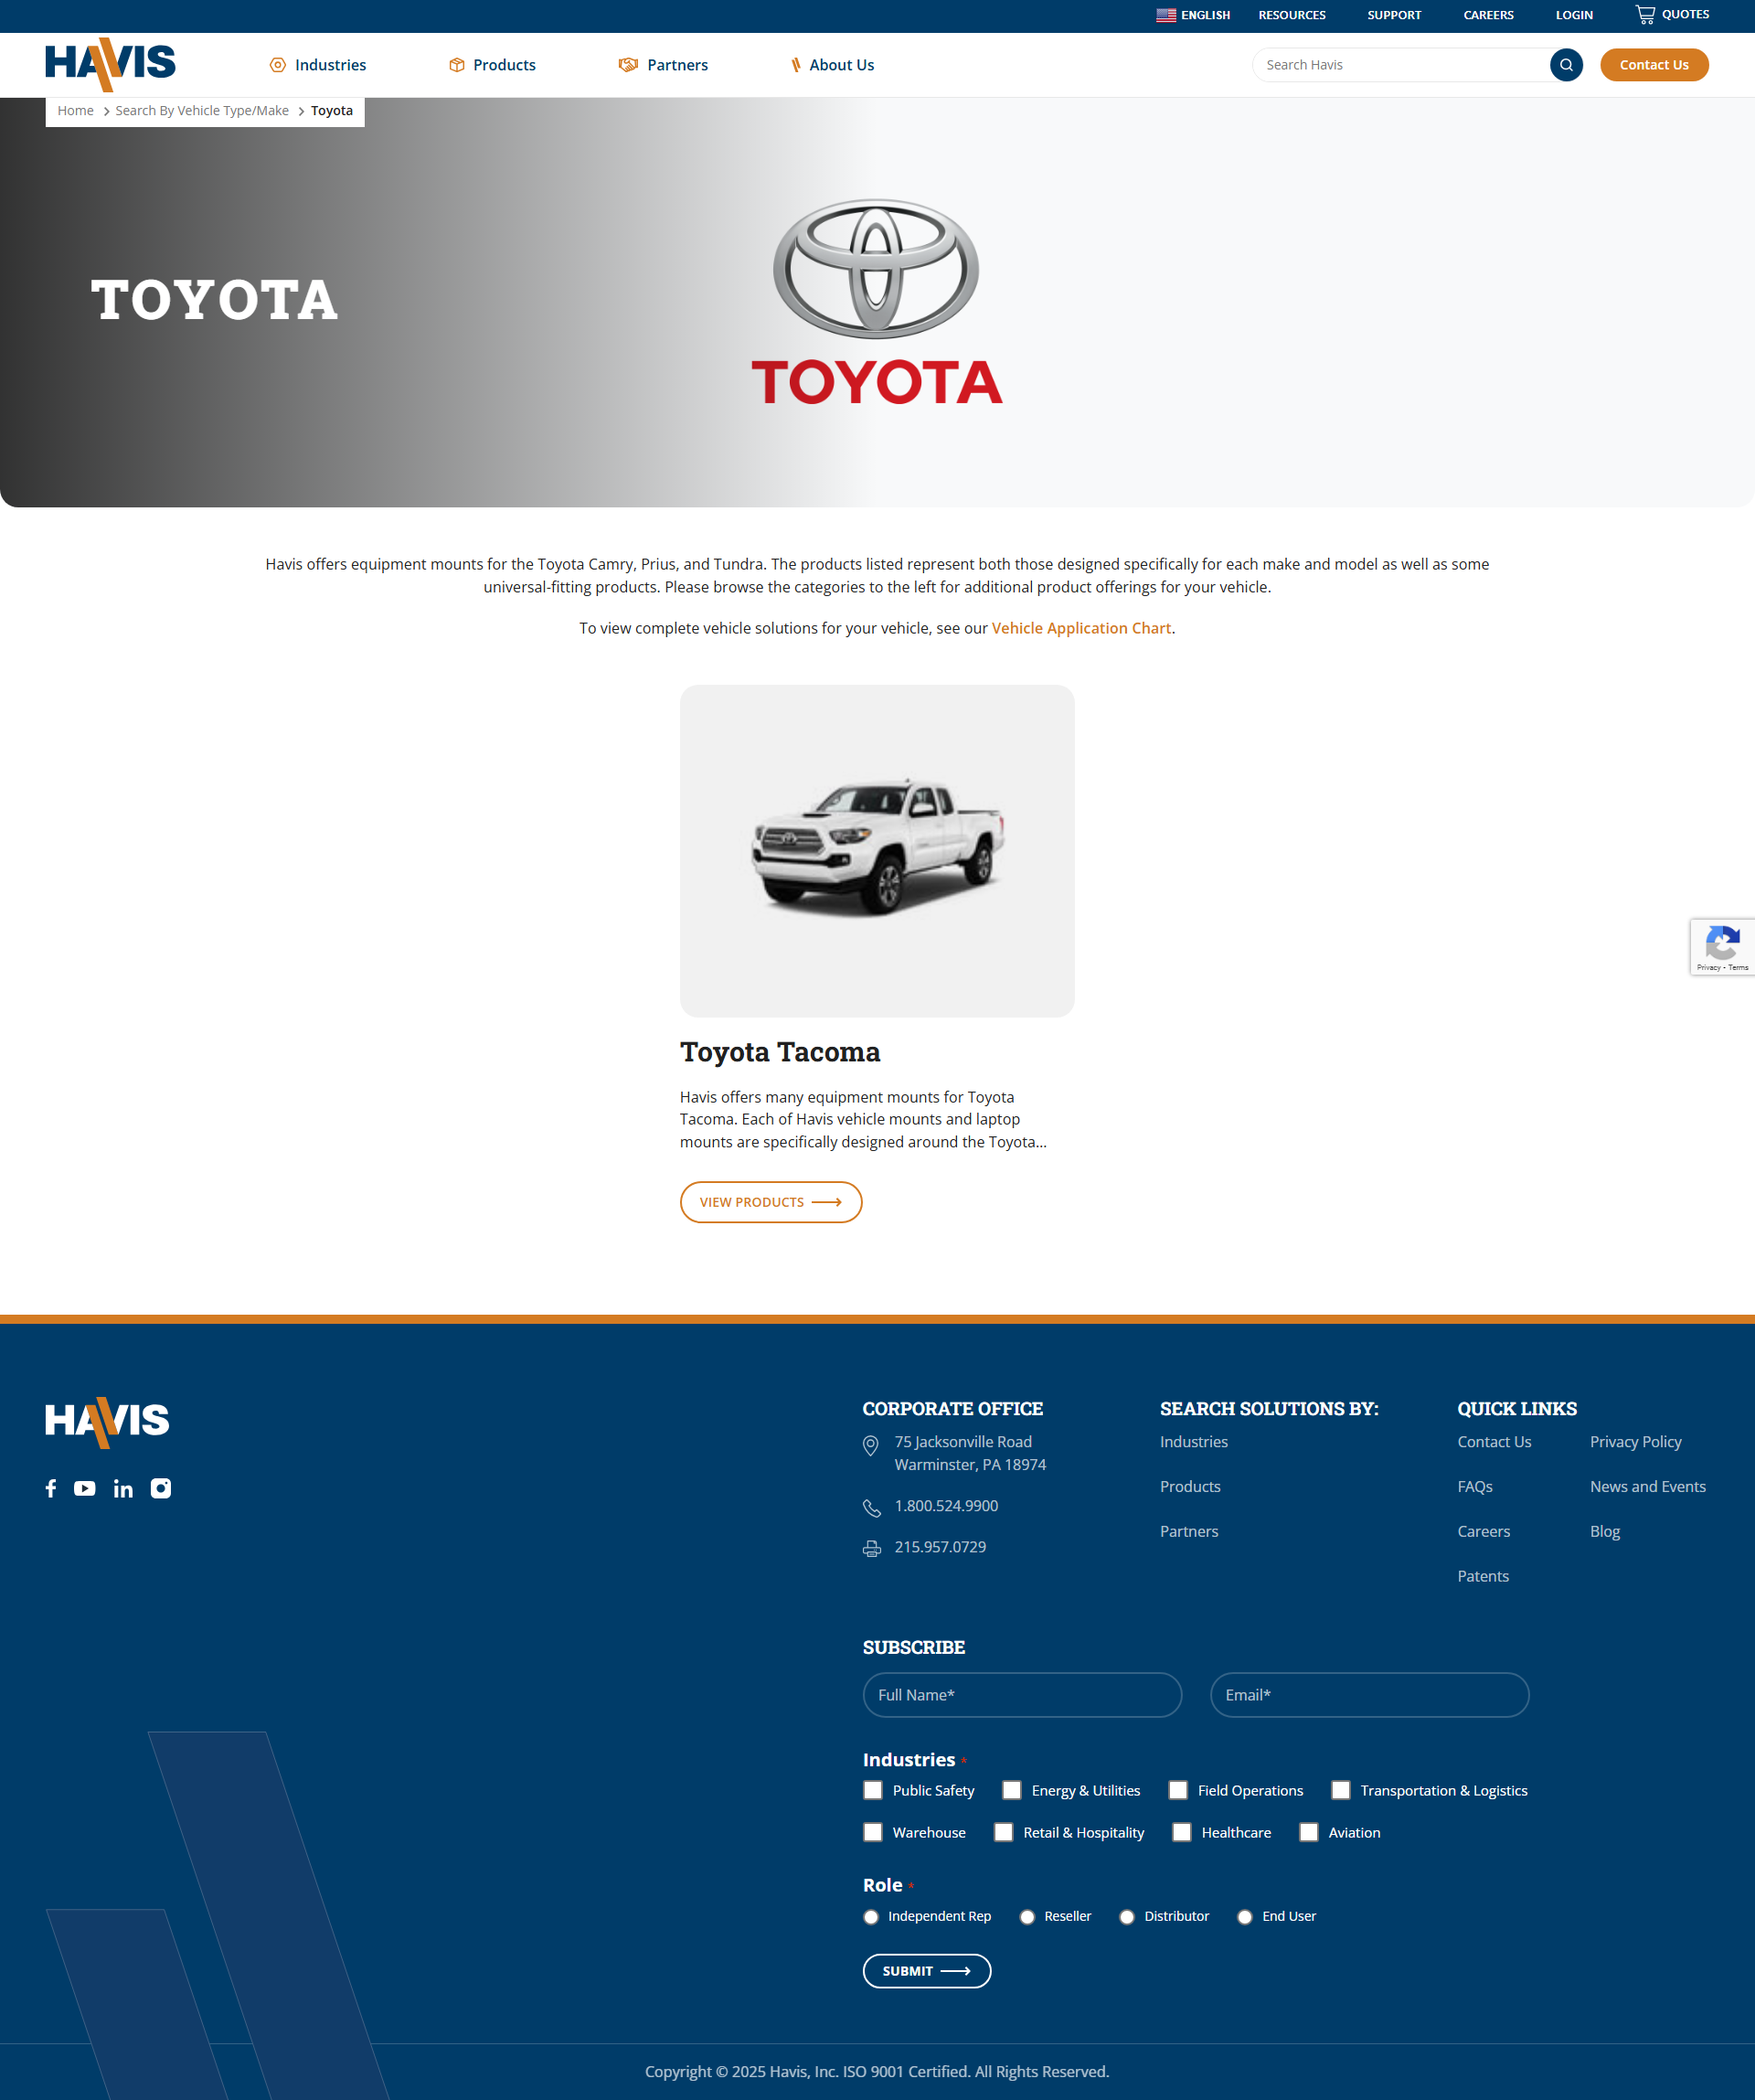 ENGLISH
RESOURCES
SUPPORT
CAREERS
LOGIN
QUOTES
HAVIS
Industries
Products
Partners
About Us
Search Havis
Contact Us
Home
Search By Vehicle Type/Make
Toyota
TOYOTA
TOYOTA
Havis offers equipment mounts for the Toyota Camry, Prius, and Tundra. The products listed represent both those designed specifically for each make and model as well as some
universal-fitting products. Please browse the categories to the left for additional product offerings for your vehicle.
To view complete vehicle solutions for your vehicle, see our Vehicle Application Chart.
Privacy - Terms
Toyota Tacoma
Havis offers many equipment mounts for Toyota
Tacoma. Each of Havis vehicle mounts and laptop
mounts are specifically designed around the Toyota...
VIEW PRODUCTS
HAVIS
CORPORATE OFFICE
75 Jacksonville Road
Warminster, PA 18974
1.800.524.9900
215.957.0729
SEARCH SOLUTIONS BY:
Industries
Products
Partners
QUICK LINKS
Contact Us
FAQs
Careers
Patents
Privacy Policy
News and Events
Blog
SUBSCRIBE
Full Name*
Email*
Industries *
Public Safety
Energy & Utilities
Field Operations
Transportation & Logistics
Warehouse
Retail & Hospitality
Healthcare
Aviation
Role *
Independent Rep
Reseller
Distributor
End User
SUBMIT
Copyright © 2025 Havis, Inc. ISO 9001 Certified. All Rights Reserved.